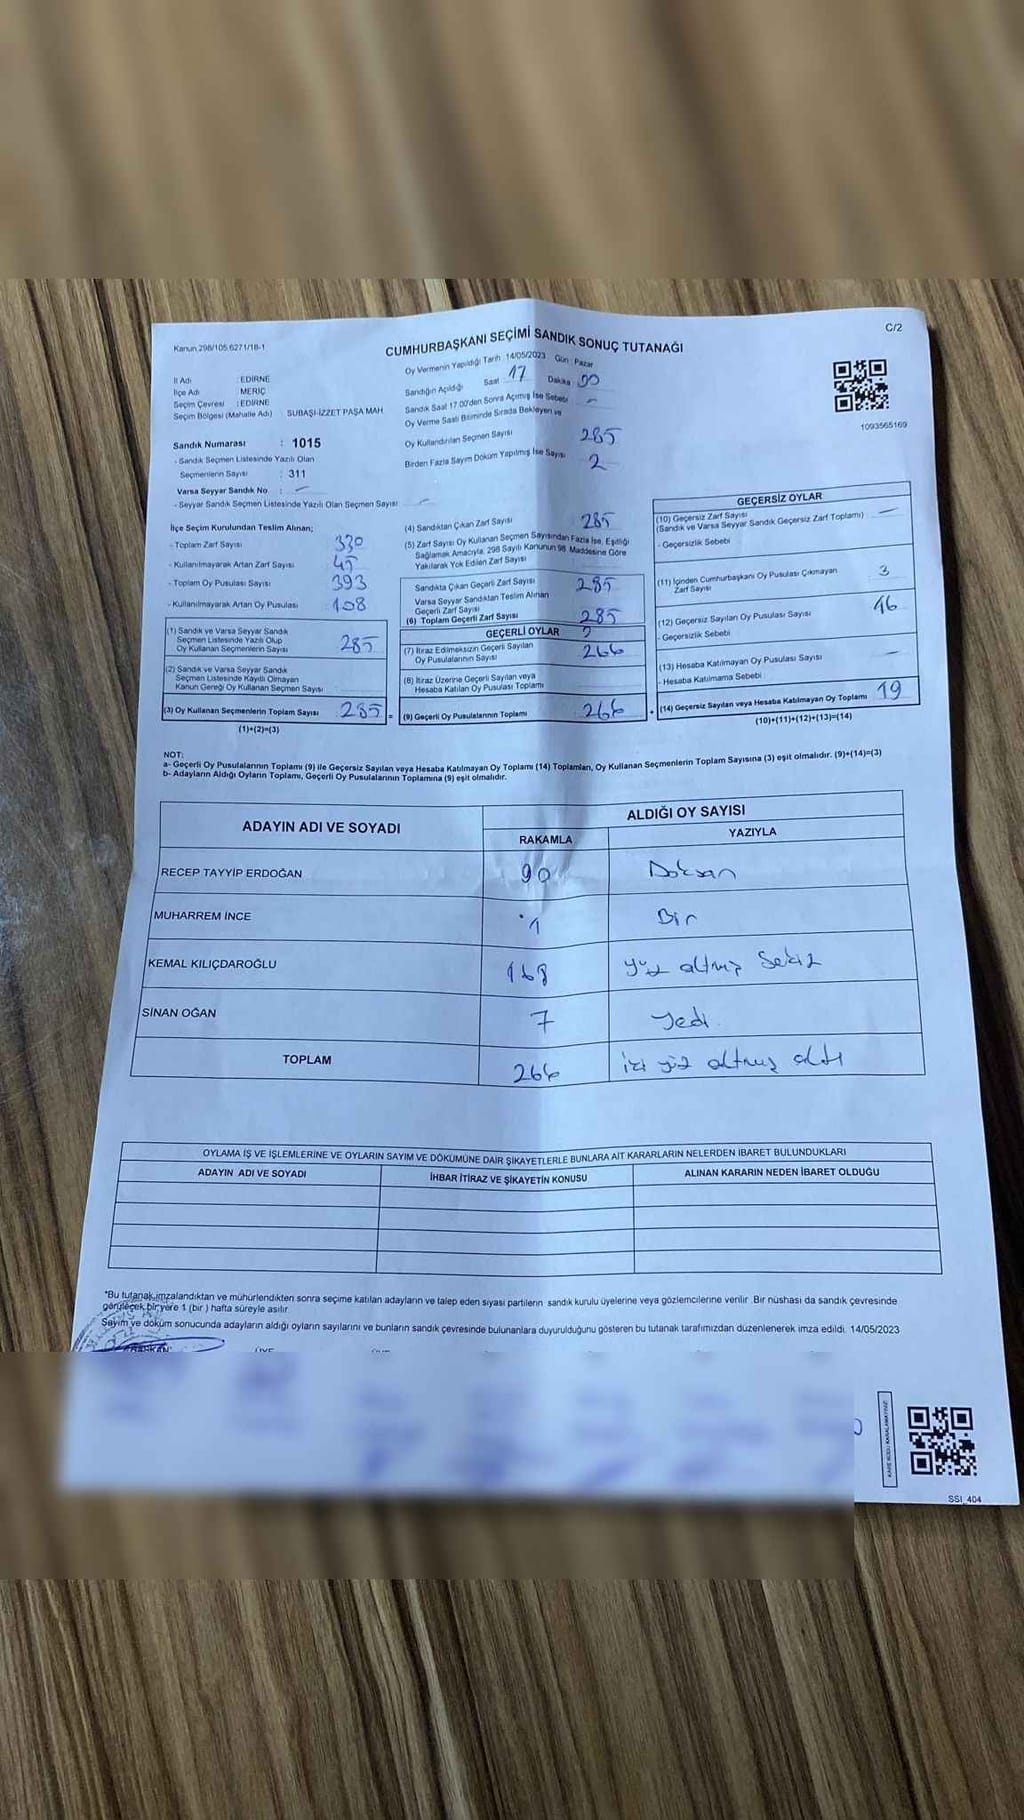 C/2
Kanun 298/105.6271/18-1
CUMHURBAŞKANI SEÇİMİ SANDIK SONUÇ TUTANAĞI
Oy Vermenin Yapıldığı Tarih 14/05/2023 Gün Pazar
İl Adı : EDİRNE
İlçe Adı : MERİÇ
Seçim Çevresi : EDİRNE
Seçim Bölgesi (Mahalle Adı) : SUBAŞI-İZZET PAŞA MAH
Sandığın Açıldığı Saat 17 Dakika 00
Sandık Saat 17.00'den Sonra Açılmış İse Sebebi
Oy Verme Saati Bitiminde Sırada Bekleyen ve
Oy Kullandırılan Seçmen Sayısı 285
Birden Fazla Sayım Döküm Yapılmış İse Sayısı 2
1093565169
Sandık Numarası : 1015
- Sandık Seçmen Listesinde Yazılı Olan
Seçmenlerin Sayısı : 311
Varsa Seyyar Sandık No :
- Seyyar Sandık Seçmen Listesinde Yazılı Olan Seçmen Sayısı :
İlçe Seçim Kurulundan Teslim Alınan;
- Toplam Zarf Sayısı 330
- Kullanılmayarak Artan Zarf Sayısı 45
- Toplam Oy Pusulası Sayısı 393
- Kullanılmayarak Artan Oy Pusulası 108
(1) Sandık ve Varsa Seyyar Sandık
Seçmen Listesinde Yazılı Olup
Oy Kullanan Seçmenlerin Sayısı 285
(2) Sandık ve Varsa Seyyar Sandık
Seçmen Listesinde Kayıtlı Olmayan
Kanun Gereği Oy Kullanan Seçmen Sayısı
(3) Oy Kullanan Seçmenlerin Toplam Sayısı 285
(1)+(2)=(3)
(4) Sandıktan Çıkan Zarf Sayısı 285
(5) Zarf Sayısı Oy Kullanan Seçmen Sayısından Fazla İse, Eşitliği
Sağlamak Amacıyla, 298 Sayılı Kanunun 98 Maddesine Göre
Yakılarak Yok Edilen Zarf Sayısı
Sandıkta Çıkan Geçerli Zarf Sayısı 285
Varsa Seyyar Sandıktan Teslim Alınan
Geçerli Zarf Sayısı
(6) Toplam Geçerli Zarf Sayısı 285
GEÇERLİ OYLAR
(7) İtiraz Edilmeksizin Geçerli Sayılan
Oy Pusulalarının Sayısı 266
(8) İtiraz Üzerine Geçerli Sayılan veya
Hesaba Katılan Oy Pusulası Toplamı
(9) Geçerli Oy Pusulalarının Toplamı 266
GEÇERSİZ OYLAR
(10) Geçersiz Zarf Sayısı
(Sandık ve Varsa Seyyar Sandık Geçersiz Zarf Toplamı)
- Geçersizlik Sebebi
(11) İçinden Cumhurbaşkanı Oy Pusulası Çıkmayan
Zarf Sayısı 3
(12) Geçersiz Sayılan Oy Pusulası Sayısı 16
- Geçersizlik Sebebi
(13) Hesaba Katılmayan Oy Pusulası Sayısı
- Hesaba Katılmama Sebebi
(14) Geçersiz Sayılan veya Hesaba Katılmayan Oy Toplamı 19
(10)+(11)+(12)+(13)=(14)
NOT:
a- Geçerli Oy Pusulalarının Toplamı (9) ile Geçersiz Sayılan veya Hesaba Katılmayan Oy Toplamı (14) Toplamları, Oy Kullanan Seçmenlerin Toplam Sayısına (3) eşit olmalıdır. (9)+(14)=(3)
b- Adayların Aldığı Oyların Toplamı, Geçerli Oy Pusulalarının Toplamına (9) eşit olmalıdır.
ADAYIN ADI VE SOYADI
ALDIĞI OY SAYISI
RAKAMLA YAZIYLA
RECEP TAYYİP ERDOĞAN 90 Doksan
MUHARREM İNCE 1 Bir
KEMAL KILIÇDAROĞLU 168 yüz altmış Sekiz
SİNAN OĞAN 7 Yedi
TOPLAM 266 iki yüz altmış altı
OYLAMA İŞ VE İŞLEMLERİNE VE OYLARIN SAYIM VE DÖKÜMÜNE DAİR ŞİKAYETLERLE BUNLARA AİT KARARLARIN NELERDEN İBARET BULUNDUKLARI
ADAYIN ADI VE SOYADI İHBAR İTİRAZ VE ŞİKAYETİN KONUSU ALINAN KARARIN NEDEN İBARET OLDUĞU
*Bu tutanak imzalandıktan ve mühürlendikten sonra seçime katılan adayların ve talep eden siyasi partilerin sandık kurulu üyelerine veya gözlemcilerine verilir. Bir nüshası da sandık çevresinde
görülecek bir yere 1 (bir) hafta süreyle asılır.
Sayım ve döküm sonucunda adayların aldığı oyların sayılarını ve bunların sandık çevresinde bulunanlara duyurulduğunu gösteren bu tutanak tarafımızdan düzenlenerek imza edildi. 14/05/2023
BAŞKAN
ÜYE
SSI_404